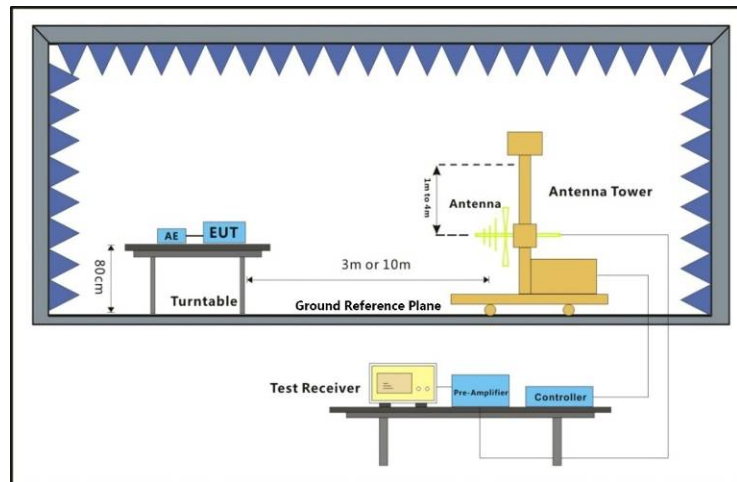 1m to 4m
Antenna
Antenna Tower
AE
EUT
80cm
3m or 10m
Turntable
Ground Reference Plane
Test Receiver
Pre-Amplifier
Controller